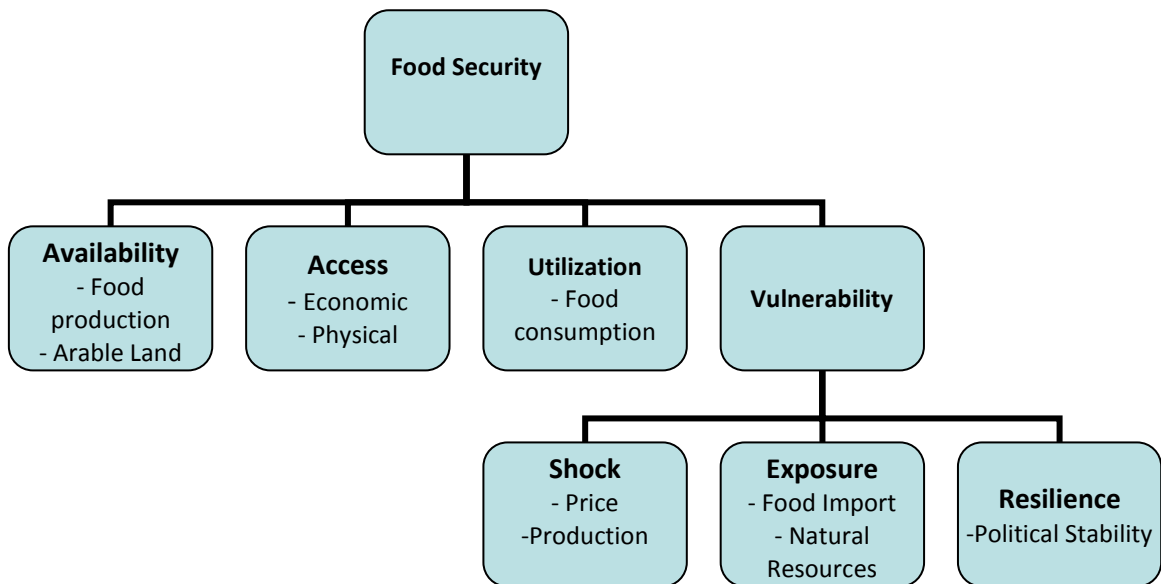 Food Security
Availability
- Food
production
- Arable Land
Access
- Economic
- Physical
Utilization
- Food
consumption
Vulnerability
Shock
- Price
-Production
Exposure
- Food Import
- Natural
Resources
Resilience
-Political Stability